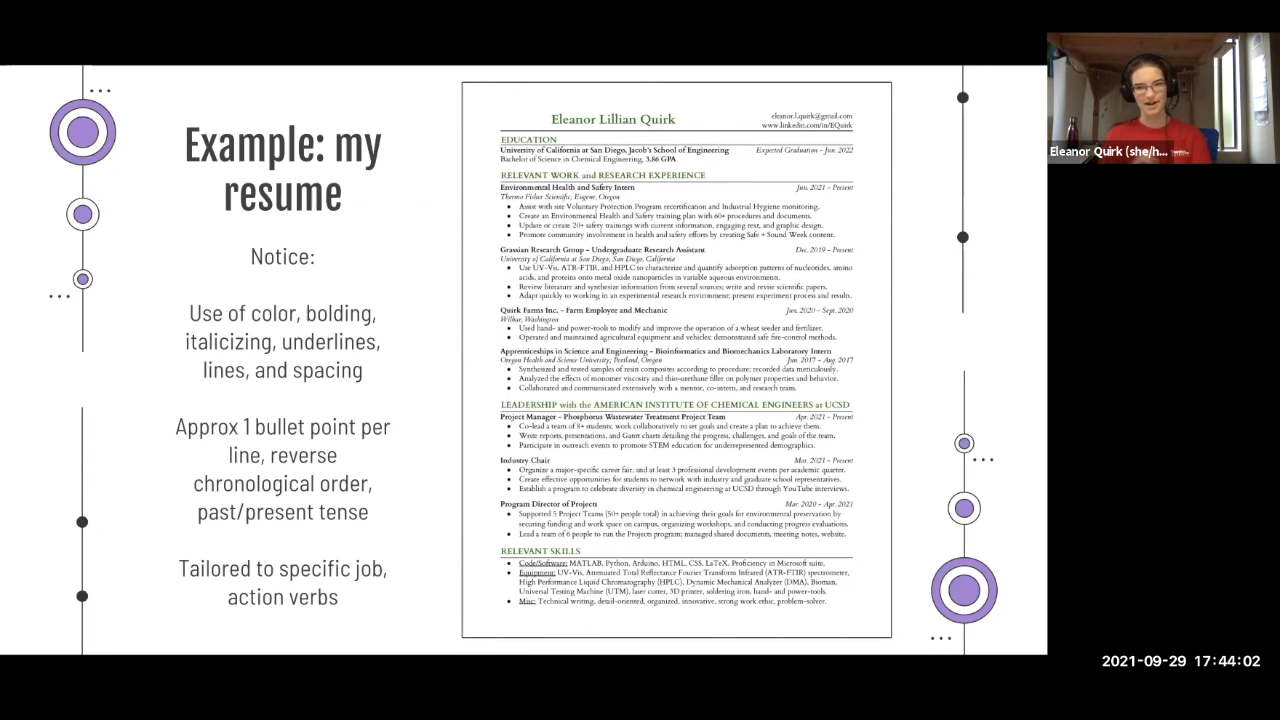 Example: my
resume
Notice:
Use of color, bolding,
italicizing, underlines,
lines, and spacing
Approx 1 bullet point per
line, reverse
chronological order,
past/present tense
Tailored to specific job,
action verbs
Eleanor Lillian Quirk
eleanor.l.quirk@gmail.com
www.linkedin.com/in/EQuirk
EDUCATION
University of California at San Diego, Jacob's School of Engineering Expected Graduation – Jun. 2022
Bachelor of Science in Chemical Engineering, 3.86 GPA
RELEVANT WORK and RESEARCH EXPERIENCE
Environmental Health and Safety Intern Jun. 2021 – Present
Thermo Fisher Scientific; Eugene, Oregon
• Assist with site Voluntary Protection Program recertification and Industrial Hygiene monitoring.
• Create an Environmental Health and Safety training plan with 60+ procedures and documents.
• Update or create 20+ safety trainings with current information, engaging text, and graphic design.
• Promote community involvement in health and safety efforts by creating Safe + Sound Week content.
Grassian Research Group – Undergraduate Research Assistant Dec. 2019 – Present
University of California at San Diego; San Diego, California
• Use UV-Vis, ATR-FTIR, and HPLC to characterize and quantify adsorption patterns of nucleotides, amino
acids, and proteins onto metal oxide nanoparticles in variable aqueous environments.
• Review literature and synthesize information from several sources; write and revise scientific papers.
• Adapt quickly to working in an experimental research environment; present experiment process and results.
Quirk Farms Inc. - Farm Employee and Mechanic Jun. 2020 – Sept. 2020
Wilbur, Washington
• Used hand- and power-tools to modify and improve the operation of a wheat seeder and fertilizer.
• Operated and maintained agricultural equipment and vehicles; demonstrated safe fire-control methods.
Apprenticeships in Science and Engineering – Bioinformatics and Biomechanics Laboratory Intern
Oregon Health and Science University; Portland, Oregon Jun. 2017 – Aug. 2017
• Synthesized and tested samples of resin composites according to procedure; recorded data meticulously.
• Analyzed the effects of monomer viscosity and thio-urethane filler on polymer properties and behavior.
• Collaborated and communicated extensively with a mentor, co-intern, and research team.
LEADERSHIP with the AMERICAN INSTITUTE OF CHEMICAL ENGINEERS at UCSD
Project Manager – Phosphorus Wastewater Treatment Project Team Apr. 2021 – Present
• Co-lead a team of 8+ students; work collaboratively to set goals and create a plan to achieve them.
• Write reports, presentations, and Gantt charts detailing the progress, challenges, and goals of the team.
• Participate in outreach events to promote STEM education for underrepresented demographics.
Industry Chair Mar. 2021 – Present
• Organize a major-specific career fair, and at least 3 professional development events per academic quarter.
• Create effective opportunities for students to network with industry and graduate school representatives.
• Establish a program to celebrate diversity in chemical engineering at UCSD through YouTube interviews.
Program Director of Projects Mar. 2020 – Apr. 2021
• Supported 5 Project Teams (50+ people total) in achieving their goals for environmental preservation by
securing funding and work space on campus, organizing workshops, and conducting progress evaluations.
• Lead a team of 6 people to run the Projects program; managed shared documents, meeting notes, website.
RELEVANT SKILLS
• Code/Software: MATLAB, Python, Arduino, HTML, CSS, LaTeX, Proficiency in Microsoft suite.
• Equipment: UV-Vis, Attenuated Total Reflectance Fourier Transform Infrared (ATR-FTIR) spectrometer,
High Performance Liquid Chromatography (HPLC), Dynamic Mechanical Analyzer (DMA), Bioman,
Universal Testing Machine (UTM), laser cutter, 3D printer, soldering iron, hand- and power-tools.
• Misc: Technical writing, detail-oriented, organized, innovative, strong work ethic, problem-solver.
Eleanor Quirk (she/h...
2021-09-29 17:44:02